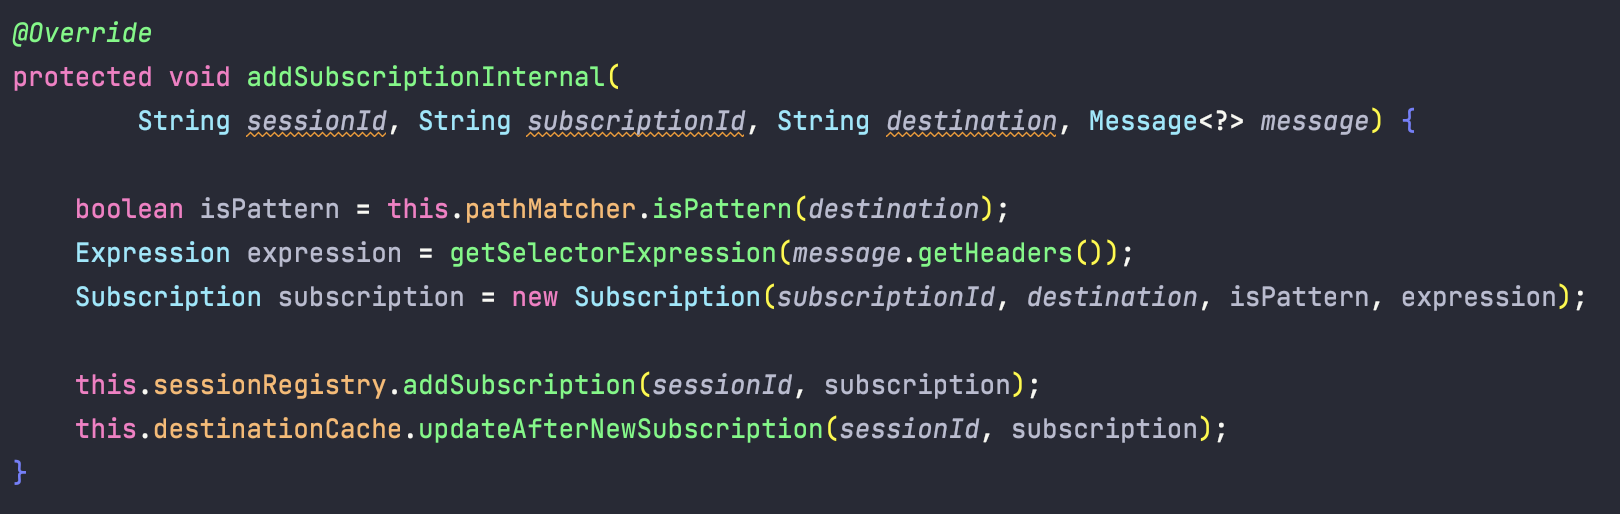 @Override
protected void addSubscriptionInternal(
        String sessionId, String subscriptionId, String destination, Message<?> message) {

    boolean isPattern = this.pathMatcher.isPattern(destination);
    Expression expression = getSelectorExpression(message.getHeaders());
    Subscription subscription = new Subscription(subscriptionId, destination, isPattern, expression);

    this.sessionRegistry.addSubscription(sessionId, subscription);
    this.destinationCache.updateAfterNewSubscription(sessionId, subscription);
}